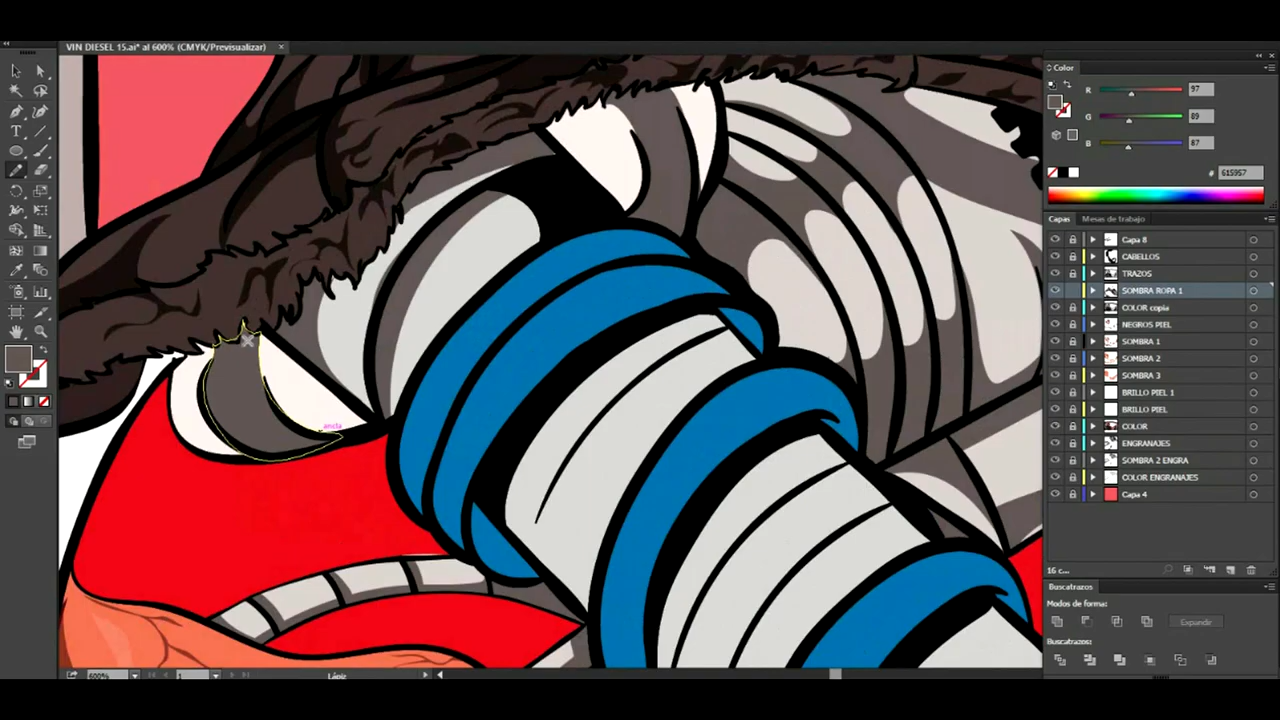 VIN DIESEL 15.ai* al 600% (CMYK/Previsualizar) ×
Color
R 97
G 89
B 87
# 615957
Capas Mesas de trabajo
Capa 8
CABELLOS
TRAZOS
SOMBRA ROPA 1
COLOR copia
NEGROS PIEL
SOMBRA 1
SOMBRA 2
SOMBRA 3
BRILLO PIEL 1
BRILLO PIEL
COLOR
ENGRANAJES
SOMBRA 2 ENGRA
COLOR ENGRANAJES
Capa 4
16 c...
Buscatrazos
Modos de forma:
Expandir
Buscatrazos:
ancla
600%
1
Lápiz